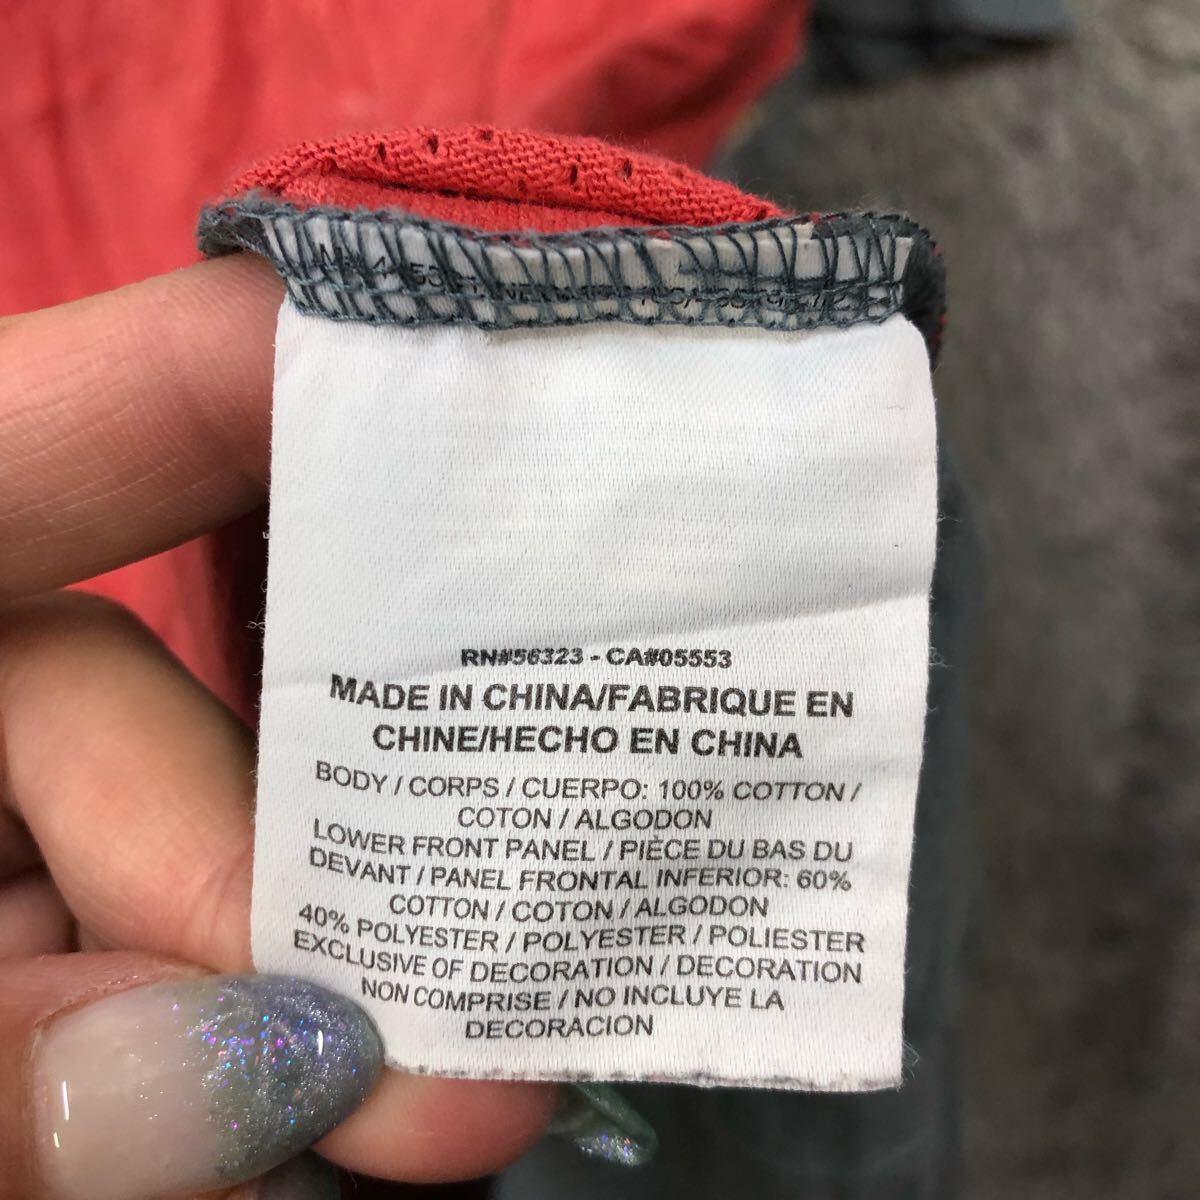 RN#56323 - CA#05553
MADE IN CHINA/FABRIQUE EN
CHINE/HECHO EN CHINA
BODY / CORPS / CUERPO: 100% COTTON /
COTON / ALGODON
LOWER FRONT PANEL / PIÈCE DU BAS DU
DEVANT / PANEL FRONTAL INFERIOR: 60%
COTTON / COTON / ALGODON
40% POLYESTER / POLYESTER / POLIESTER
EXCLUSIVE OF DECORATION / DECORATION
NON COMPRISE / NO INCLUYE LA
DECORACION